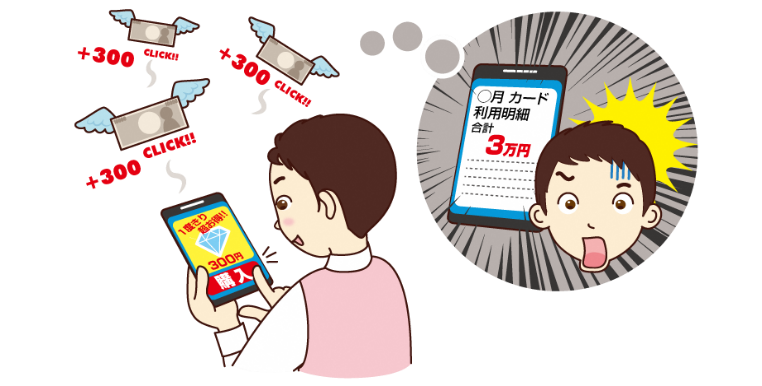 +300 CLICK!!
+300 CLICK!!
+300 CLICK!!
1度きり
超お得!!
300円
購入
〇月 カード
利用明細
合計
3万円